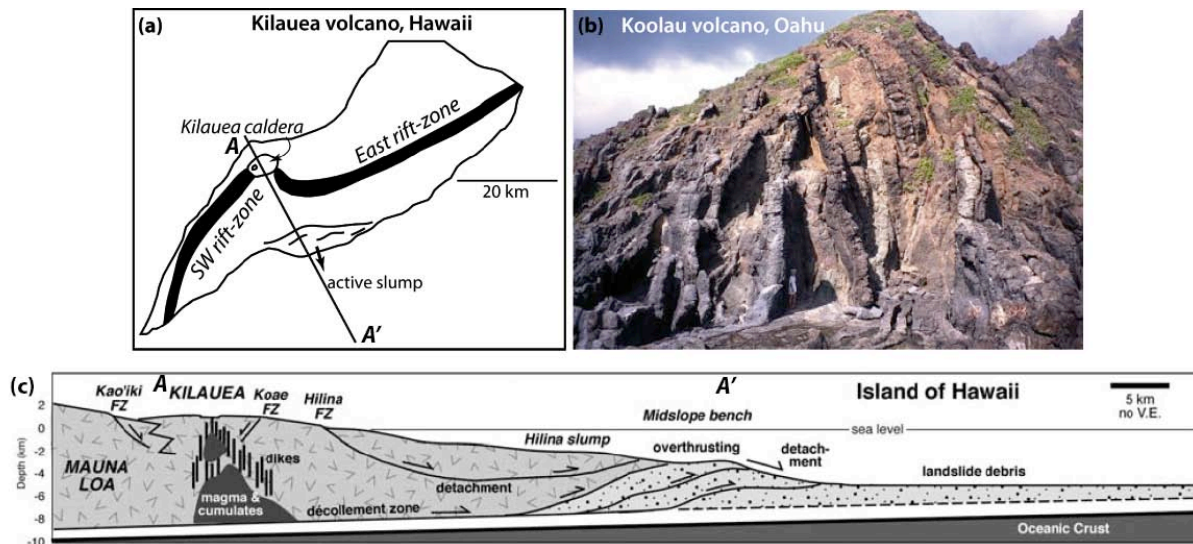 (a)
Kilauea volcano, Hawaii
Kilauea caldera
A
East rift-zone
20 km
SW rift-zone
active slump
A'
(b)
Koolau volcano, Oahu
(c)
A
A'
Island of Hawaii
Kao'iki
FZ
KILAUEA
Koae
FZ
Hilina
FZ
5 km
no V.E.
Midslope bench
sea level
Hilina slump
overthrusting
detach-
ment
dikes
MAUNA
LOA
detachment
landslide debris
magma &
cumulates
décollement zone
Oceanic Crust
Depth (km)
2
0
-2
-4
-6
-8
-10